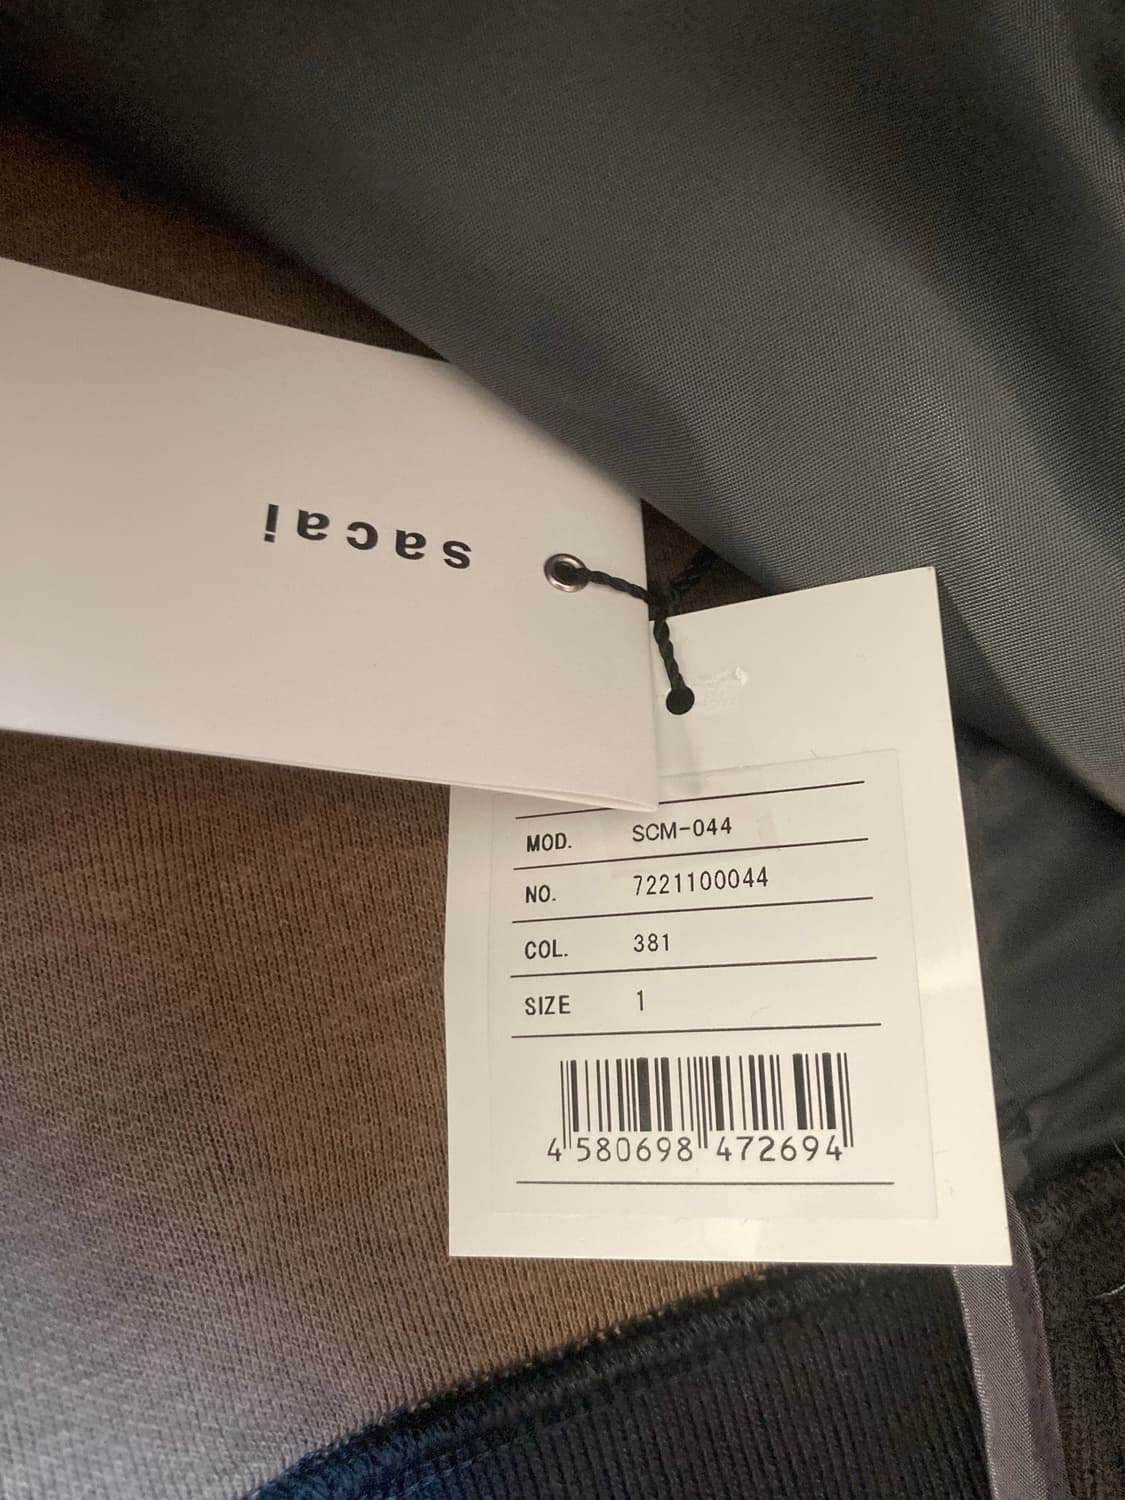 sacai
MOD. SCM-044
NO. 7221100044
COL. 381
SIZE 1
4 580698 472694